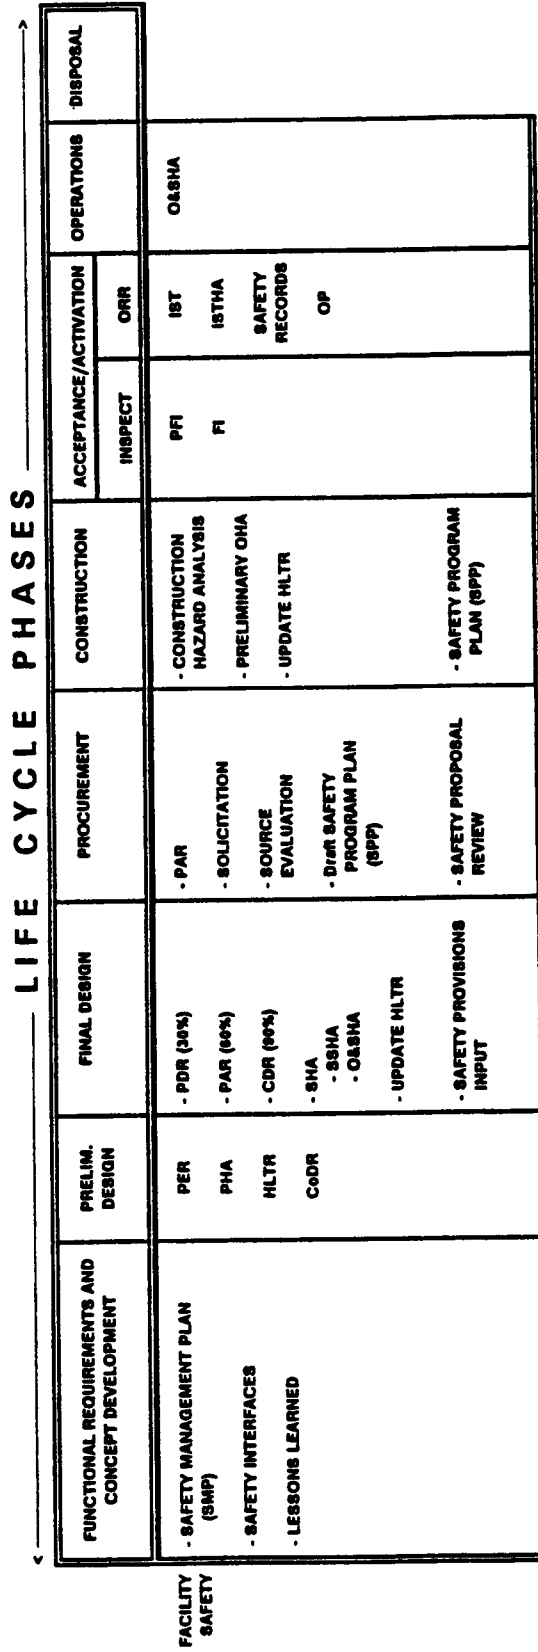 LIFE CYCLE PHASES
FUNCTIONAL REQUIREMENTS AND
CONCEPT DEVELOPMENT
PRELIM.
DESIGN
FINAL DESIGN
PROCUREMENT
CONSTRUCTION
ACCEPTANCE/ACTIVATION
INSPECT
ORR
OPERATIONS
DISPOSAL
FACILITY
SAFETY
- SAFETY MANAGEMENT PLAN
(SMP)
- SAFETY INTERFACES
- LESSONS LEARNED
PER
PHA
HLTR
CoDR
- PDR (30%)
- PAR (60%)
- CDR (90%)
- SHA
- SSHA
- O&SHA
- UPDATE HLTR
- SAFETY PROVISIONS
INPUT
- PAR
- SOLICITATION
- SOURCE
EVALUATION
- Draft SAFETY
PROGRAM PLAN
(SPP)
- SAFETY PROPOSAL
REVIEW
- CONSTRUCTION
HAZARD ANALYSIS
- PRELIMINARY OHA
- UPDATE HLTR
- SAFETY PROGRAM
PLAN (SPP)
PFI
FI
IST
ISTHA
SAFETY
RECORDS
OP
O&SHA